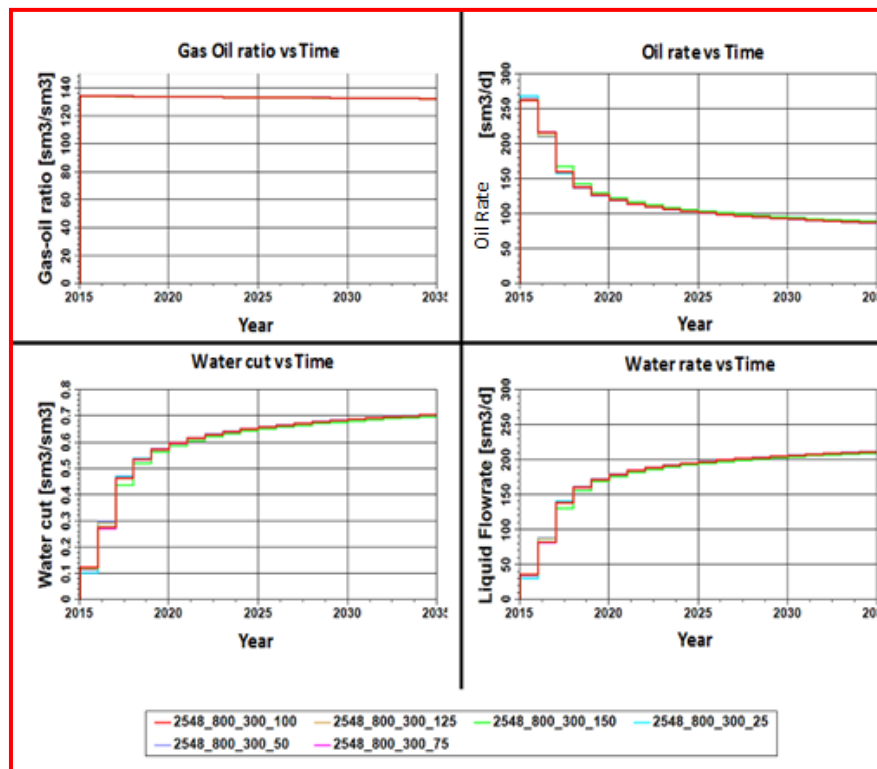 Gas Oil ratio vs Time
Gas-oil ratio [sm3/sm3]
140
120
100
80
60
40
20
0
2015 2020 2025 2030 2035
Year
Oil rate vs Time
Oil Rate [sm3/d]
300
250
200
150
100
50
0
2015 2020 2025 2030
Year
Water cut vs Time
Water cut [sm3/sm3]
0.8
0.7
0.6
0.5
0.4
0.3
0.2
0.1
0
2015 2020 2025 2030 2035
Year
Water rate vs Time
Liquid Flowrate [sm3/d]
300
250
200
150
100
50
0
2015 2020 2025 2030
Year
2548_800_300_100 2548_800_300_125 2548_800_300_150 2548_800_300_25
2548_800_300_50 2548_800_300_75